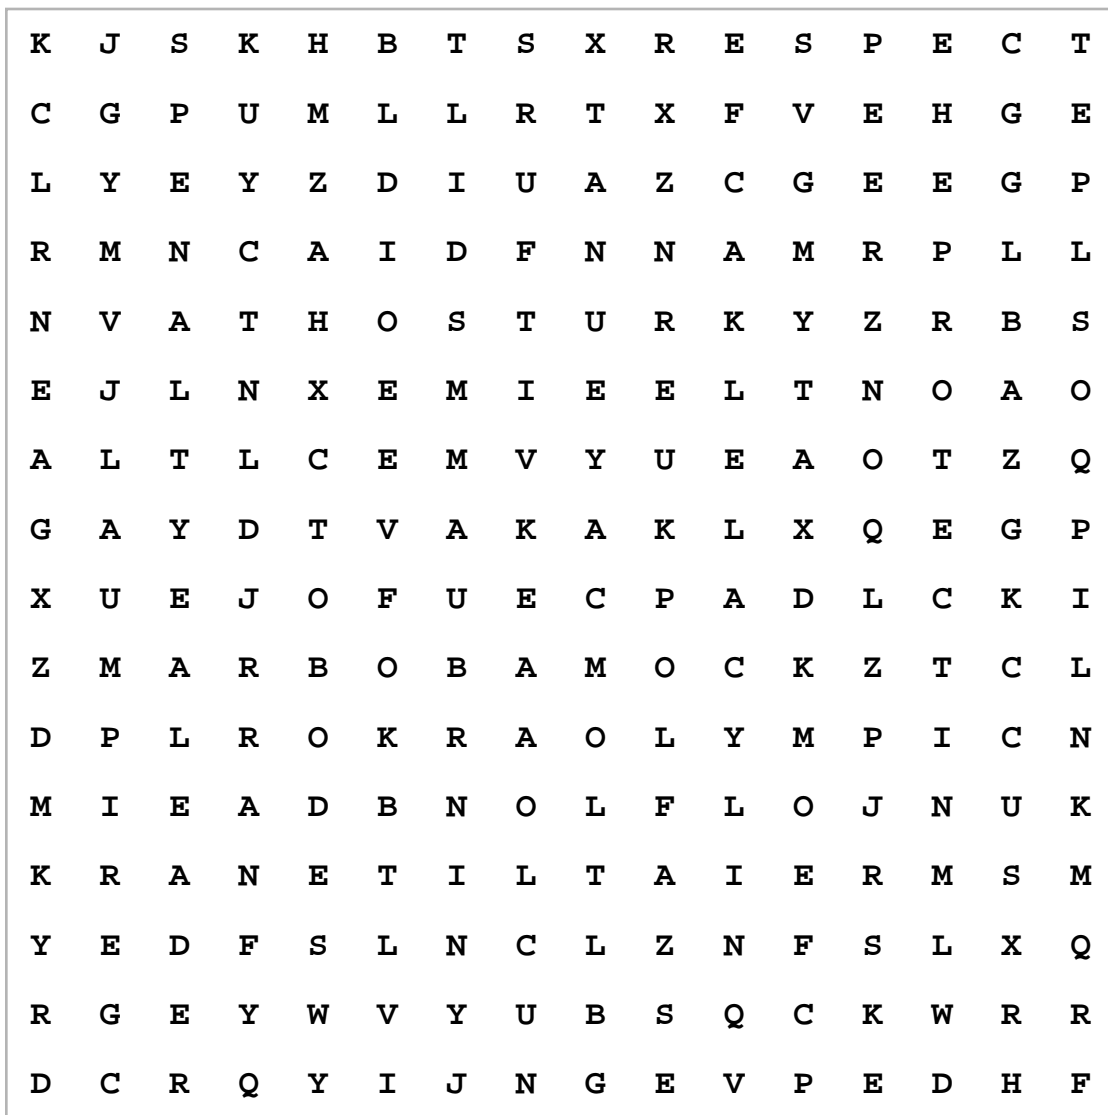 K J S K H B T S X R E S P E C T
C G P U M L L R T X F V E H G E
L Y E Y Z D I U A Z C G E E G P
R M N C A I D F N N A M R P L L
N V A T H O S T U R K Y Z R B S
E J L N X E M I E E L T N O A O
A L T L C E M V Y U E A O T Z Q
G A Y D T V A K A K L X Q E G P
X U E J O F U E C P A D L C K I
Z M A R B O B A M O C K Z T C L
D P L R O K R A O L Y M P I C N
M I E A D B N O L F L O J N U K
K R A N E T I L T A I E R M S M
Y E D F S L N C L Z N F S L X Q
R G E Y W V Y U B S Q C K W R R
D C R Q Y I J N G E V P E D H F